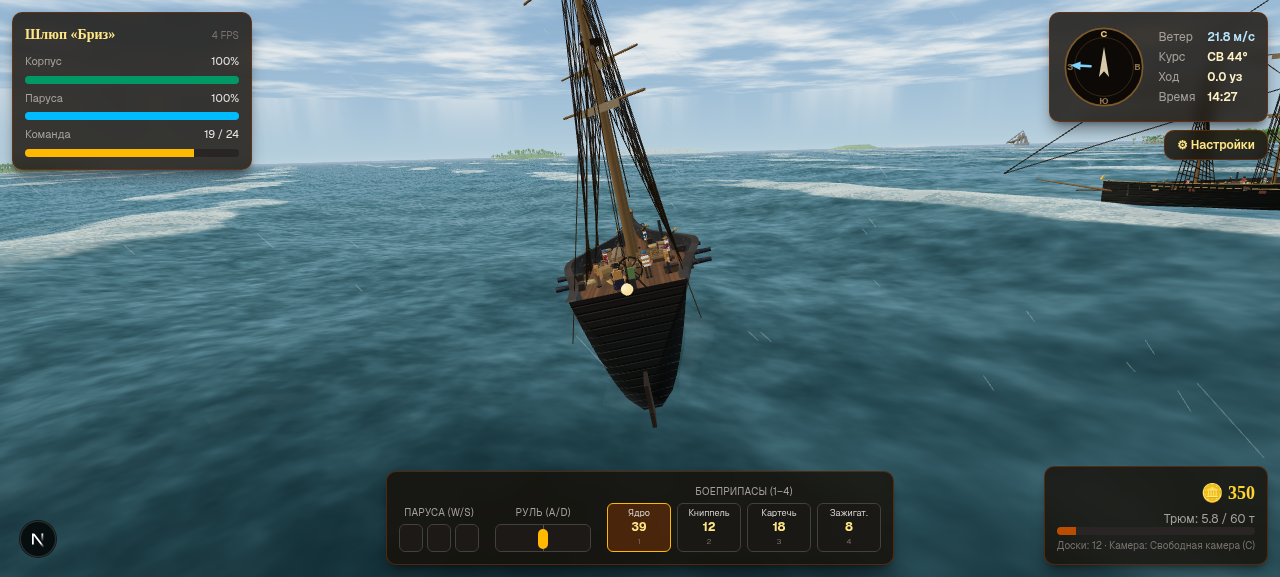 Шлюп «Бриз» 4 FPS
Корпус 100%
Паруса 100%
Команда 19 / 24
С
З В
Ю
Ветер 21.8 м/с
Курс СВ 44°
Ход 0.0 уз
Время 14:27
⚙ Настройки
БОЕПРИПАСЫ (1–4)
ПАРУСА (W/S) РУЛЬ (A/D)
Ядро Книппель Картечь Зажигат.
39 12 18 8
1 2 3 4
350
Трюм: 5.8 / 60 т
Доски: 12 · Камера: Свободная камера (C)
N